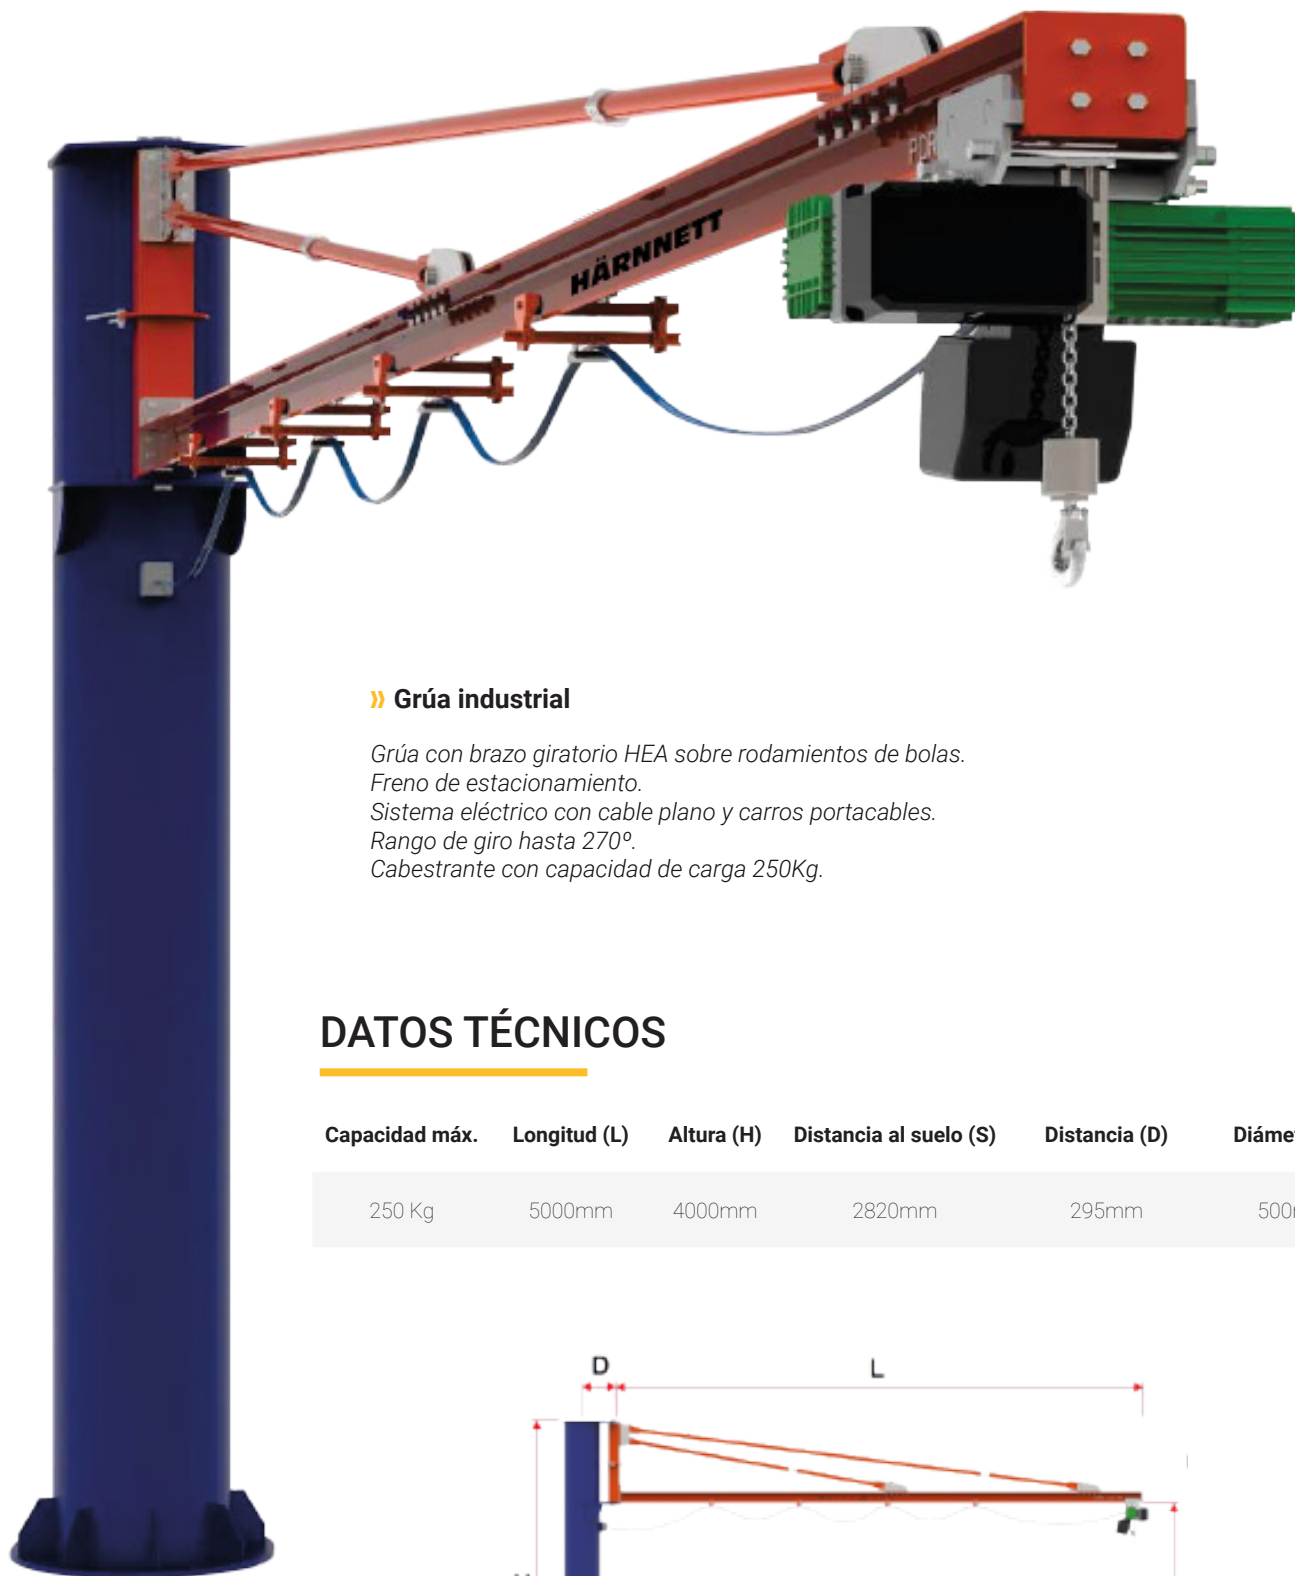 HÄRNNETT
Grúa industrial
Grúa con brazo giratorio HEA sobre rodamientos de bolas.
Freno de estacionamiento.
Sistema eléctrico con cable plano y carros portacables.
Rango de giro hasta 270º.
Cabestrante con capacidad de carga 250Kg.
DATOS TÉCNICOS
Capacidad máx. Longitud (L) Altura (H) Distancia al suelo (S) Distancia (D)
250 Kg 5000mm 4000mm 2820mm 295mm
D L